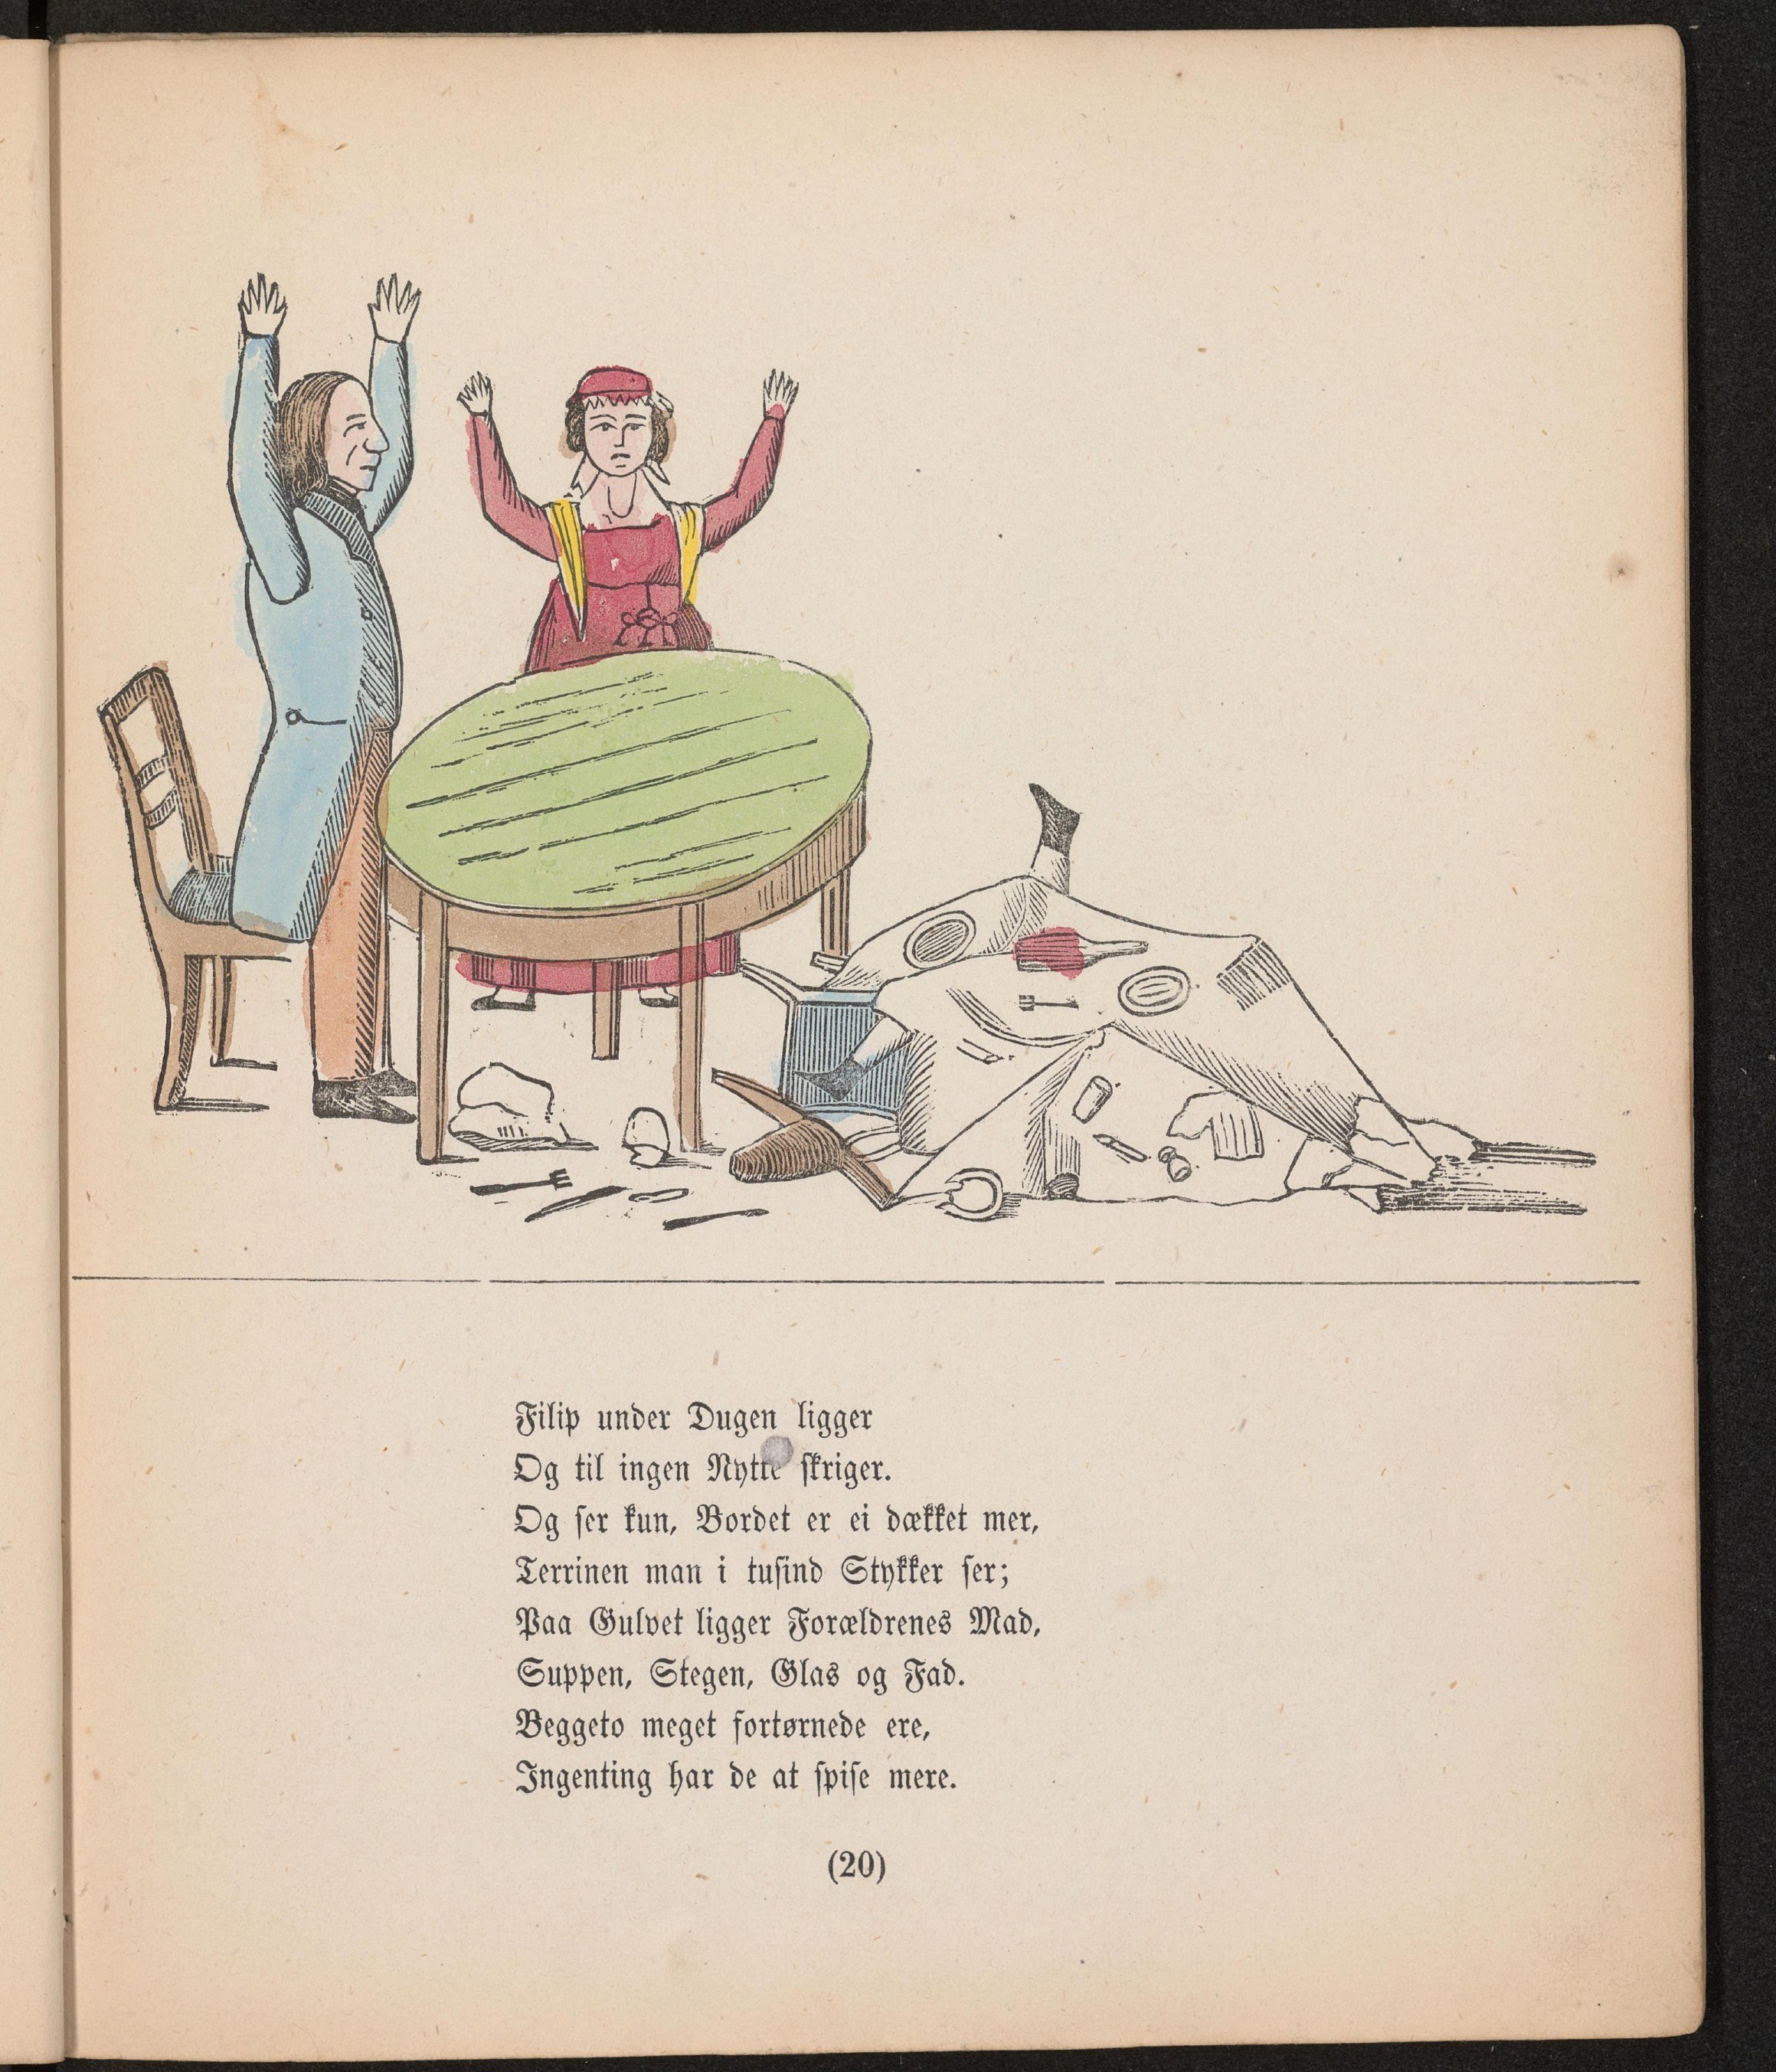 Filip under Dugen ligger
Og til ingen Nytte skriger.
Og ser kun, Bordet er ei dækket mer,
Terrinen man i tusind Stykker ser;
Paa Gulvet ligger Forældrenes Mad,
Suppen, Stegen, Glas og Fad.
Beggeto meget fortørnede ere,
Ingenting har de at spise mere.
(20)